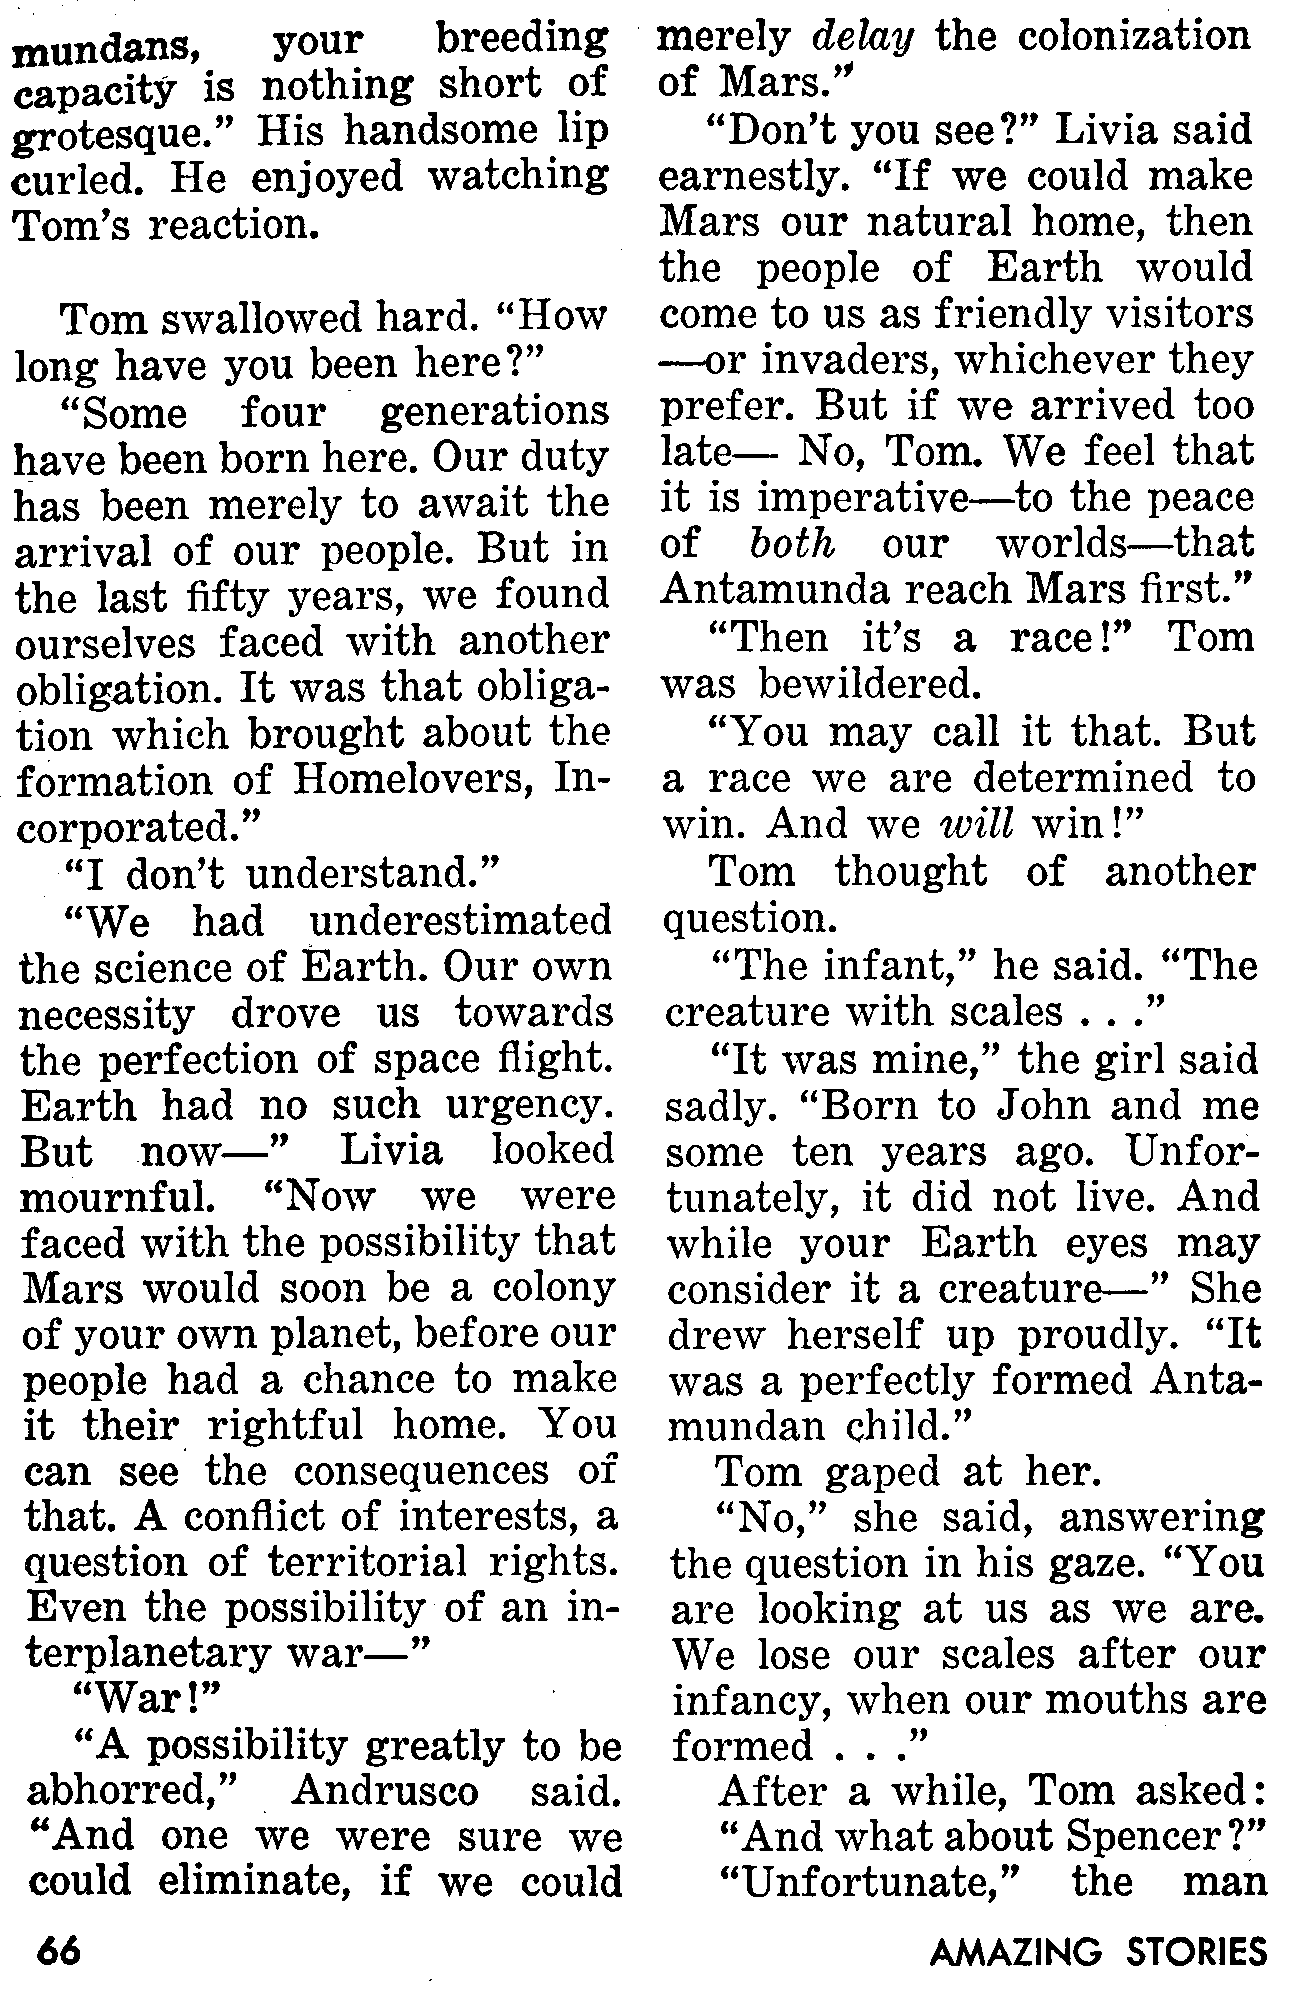 mundans, your breeding
capacity is nothing short of
grotesque.” His handsome lip
curled. He enjoyed watching
Tom’s reaction.
Tom swallowed hard. “How
long have you been here?”
“Some four generations
have been born here. Our duty
has been merely to await the
arrival of our people. But in
the last fifty years, we found
ourselves faced with another
obligation. It was that obliga-
tion which brought about the
formation of Homelovers, In-
corporated.”
“I don’t understand.”
“We had underestimated
the science of Earth. Our own
necessity drove us towards
the perfection of space flight.
Earth had no such urgency.
But now—” Livia looked
mournful. “Now we were
faced with the possibility that
Mars would soon be a colony
of your own planet, before our
people had a chance to make
it their rightful home. You
can see the consequences of
that. A conflict of interests, a
question of territorial rights.
Even the possibility of an in-
terplanetary war—”
“War!”
“A possibility greatly to be
abhorred,” Andrusco said.
“And one we were sure we
could eliminate, if we could
merely delay the colonization
of Mars.”
“Don’t you see?” Livia said
earnestly. “If we could make
Mars our natural home, then
the people of Earth would
come to us as friendly visitors
—or invaders, whichever they
prefer. But if we arrived too
late— No, Tom. We feel that
it is imperative—to the peace
of both our worlds—that
Antamunda reach Mars first.”
“Then it’s a race!” Tom
was bewildered.
“You may call it that. But
a race we are determined to
win. And we will win!”
Tom thought of another
question.
“The infant,” he said. “The
creature with scales . . .”
“It was mine,” the girl said
sadly. “Born to John and me
some ten years ago. Unfor-
tunately, it did not live. And
while your Earth eyes may
consider it a creature—” She
drew herself up proudly. “It
was a perfectly formed Anta-
mundan child.”
Tom gaped at her.
“No,” she said, answering
the question in his gaze. “You
are looking at us as we are.
We lose our scales after our
infancy, when our mouths are
formed . . .”
After a while, Tom asked:
“And what about Spencer?”
“Unfortunate,” the man
66
AMAZING STORIES